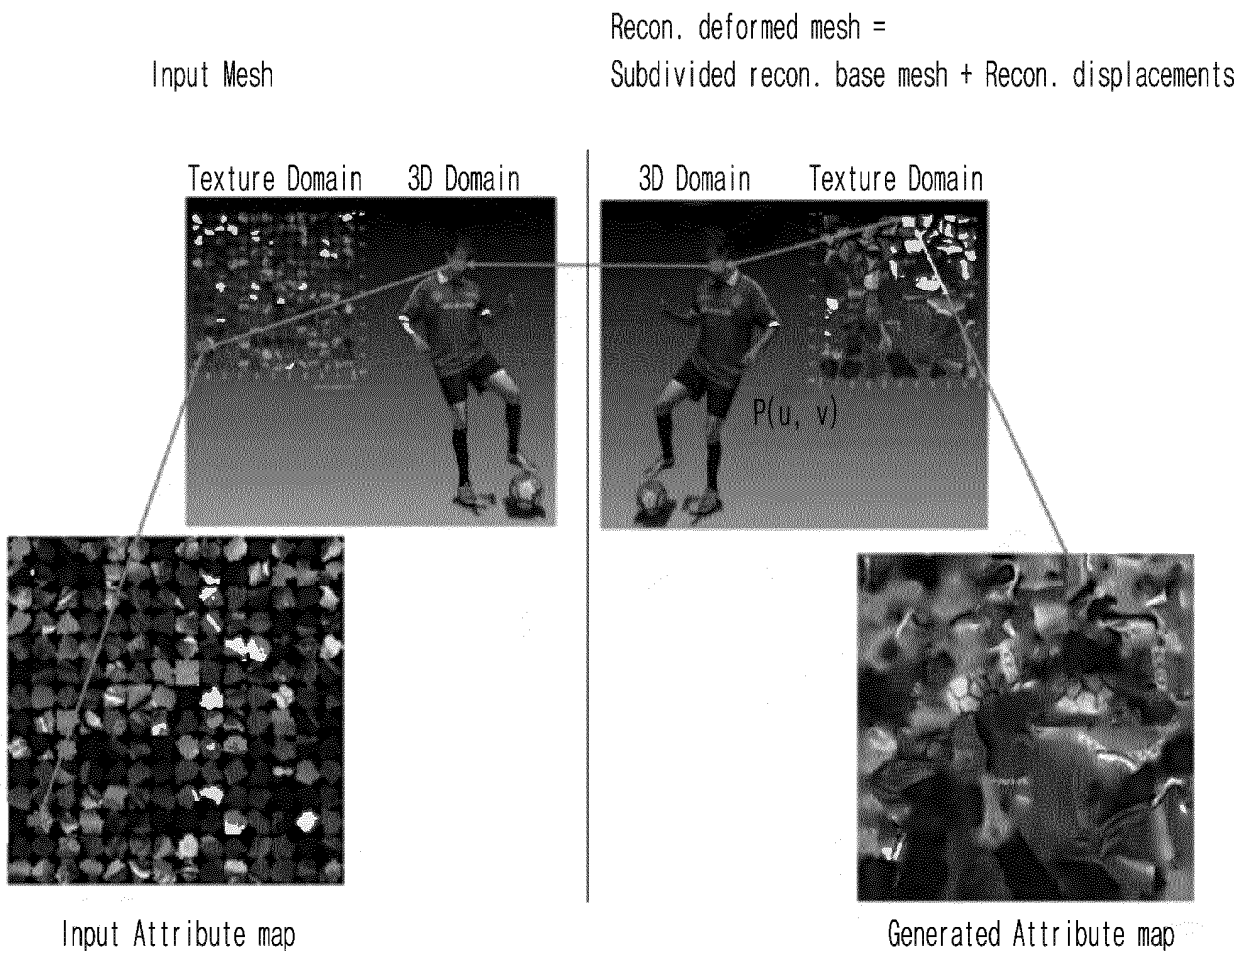 Input Mesh
Recon. deformed mesh =
Subdivided recon. base mesh + Recon. displacements
Texture Domain
3D Domain
3D Domain
Texture Domain
P(u, v)
Input Attribute map
Generated Attribute map